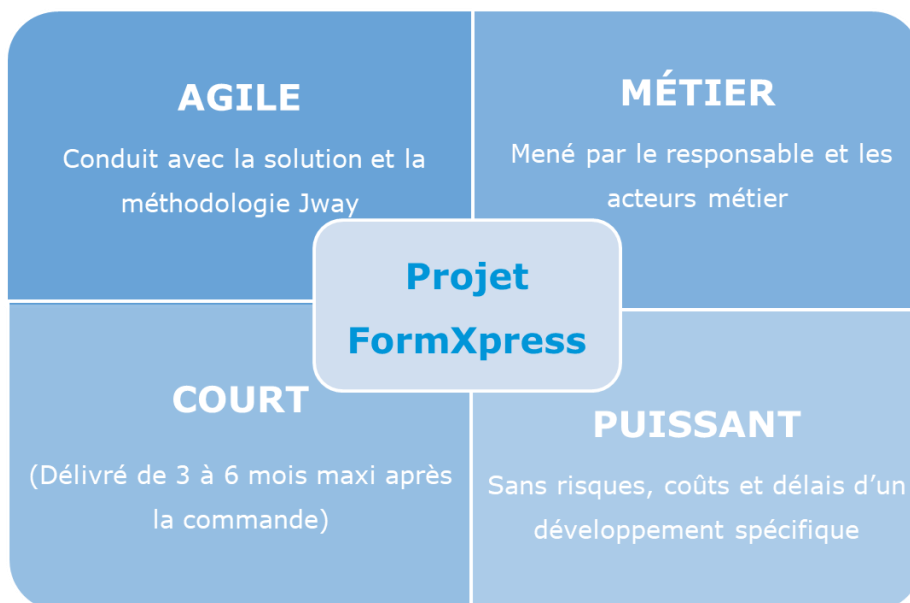 AGILE
Conduit avec la solution et la
méthodologie Jway
MÉTIER
Mené par le responsable et les
acteurs métier
Projet
FormXpress
COURT
(Délivré de 3 à 6 mois maxi après
la commande)
PUISSANT
Sans risques, coûts et délais d’un
développement spécifique